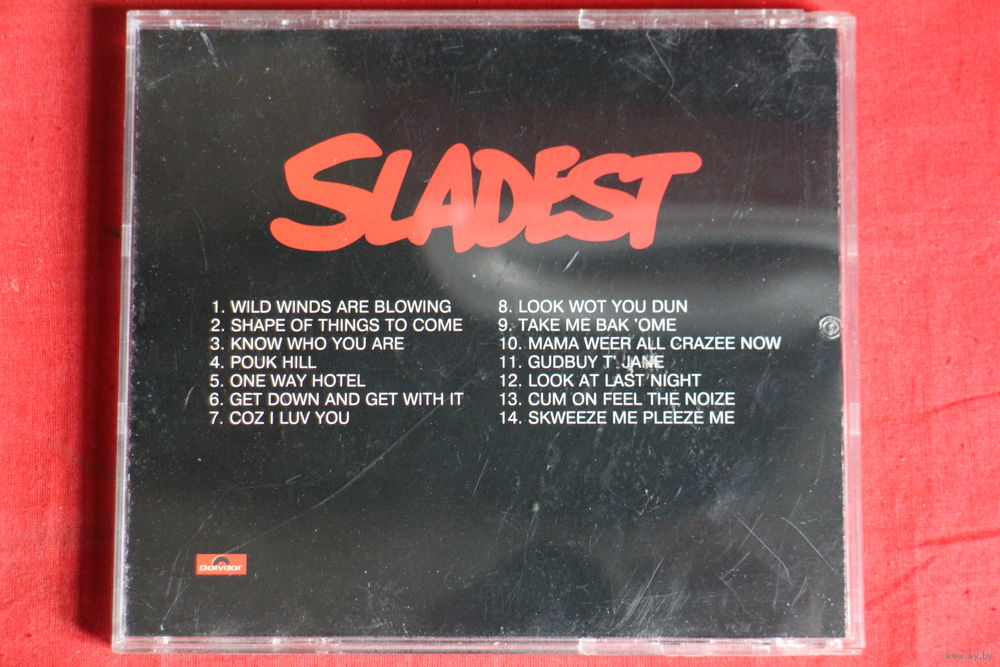 SLADEST
1. WILD WINDS ARE BLOWING
2. SHAPE OF THINGS TO COME
3. KNOW WHO YOU ARE
4. POUK HILL
5. ONE WAY HOTEL
6. GET DOWN AND GET WITH IT
7. COZ I LUV YOU
8. LOOK WOT YOU DUN
9. TAKE ME BAK 'OME
10. MAMA WEER ALL CRAZEE NOW
11. GUDBUY T' JANE
12. LOOK AT LAST NIGHT
13. CUM ON FEEL THE NOIZE
14. SKWEEZE ME PLEEZE ME
polydor
www.ay.by